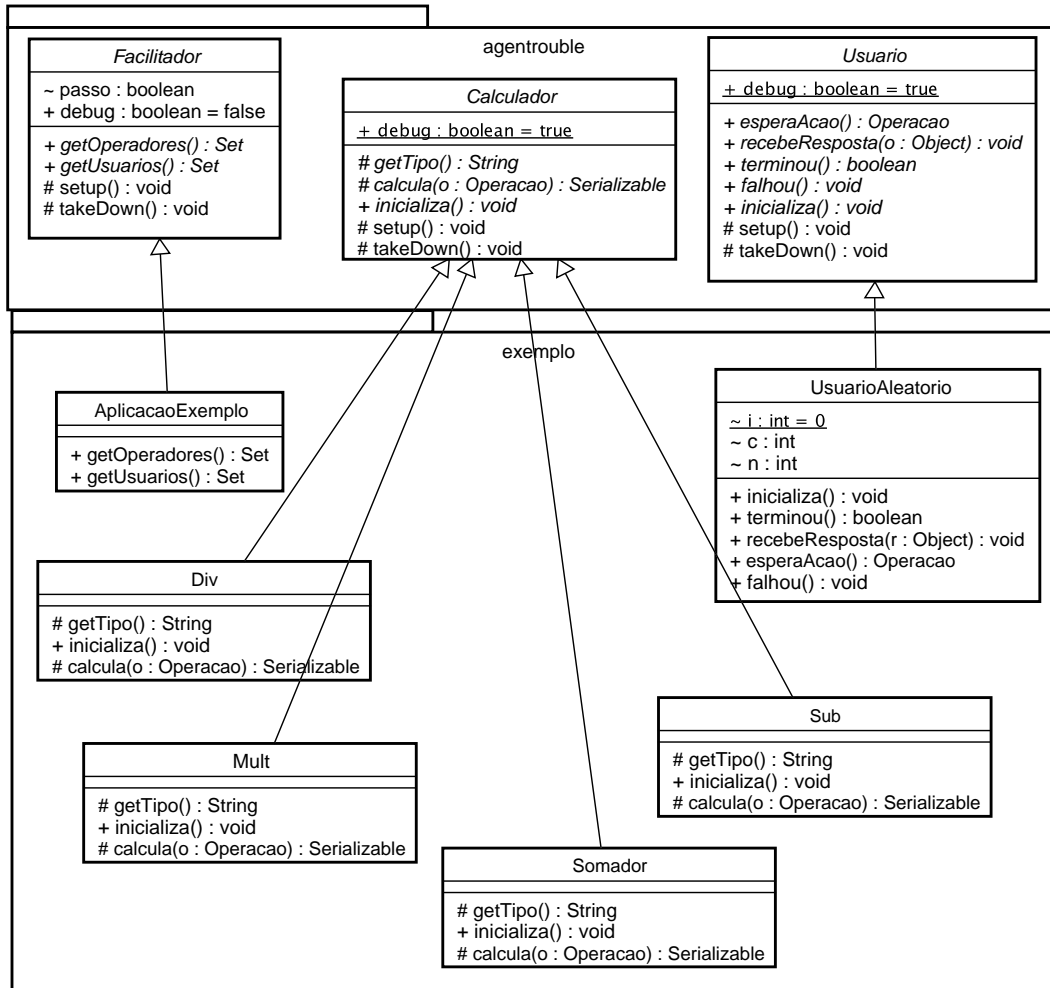 agentrouble
Facilitador
~ passo : boolean
+ debug : boolean = false
+ getOperadores() : Set
+ getUsuarios() : Set
# setup() : void
# takeDown() : void
Calculador
+ debug : boolean = true
# getTipo() : String
# calcula(o : Operacao) : Serializable
+ inicializa() : void
# setup() : void
# takeDown() : void
Usuario
+ debug : boolean = true
+ esperaAcao() : Operacao
+ recebeResposta(o : Object) : void
+ terminou() : boolean
+ falhou() : void
+ inicializa() : void
# setup() : void
# takeDown() : void
exemplo
AplicacaoExemplo
+ getOperadores() : Set
+ getUsuarios() : Set
UsuarioAleatorio
~ i : int = 0
~ c : int
~ n : int
+ inicializa() : void
+ terminou() : boolean
+ recebeResposta(r : Object) : void
+ esperaAcao() : Operacao
+ falhou() : void
Div
# getTipo() : String
+ inicializa() : void
# calcula(o : Operacao) : Serializable
Sub
# getTipo() : String
+ inicializa() : void
# calcula(o : Operacao) : Serializable
Mult
# getTipo() : String
+ inicializa() : void
# calcula(o : Operacao) : Serializable
Somador
# getTipo() : String
+ inicializa() : void
# calcula(o : Operacao) : Serializable